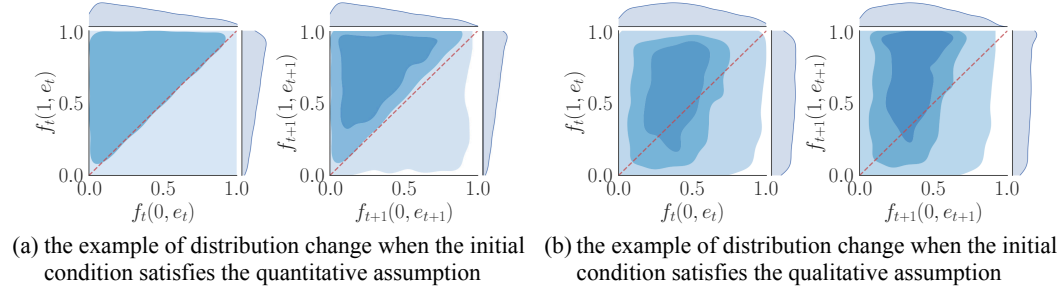 1.0
0.5
0.0
f_t(1, e_t)
0.0 0.5 1.0
f_t(0, e_t)
1.0
0.5
0.0
f_{t+1}(1, e_{t+1})
0.0 0.5 1.0
f_{t+1}(0, e_{t+1})
(a) the example of distribution change when the initial
condition satisfies the quantitative assumption
1.0
0.5
0.0
f_t(1, e_t)
0.0 0.5 1.0
f_t(0, e_t)
1.0
0.5
0.0
f_{t+1}(1, e_{t+1})
0.0 0.5 1.0
f_{t+1}(0, e_{t+1})
(b) the example of distribution change when the initial
condition satisfies the qualitative assumption